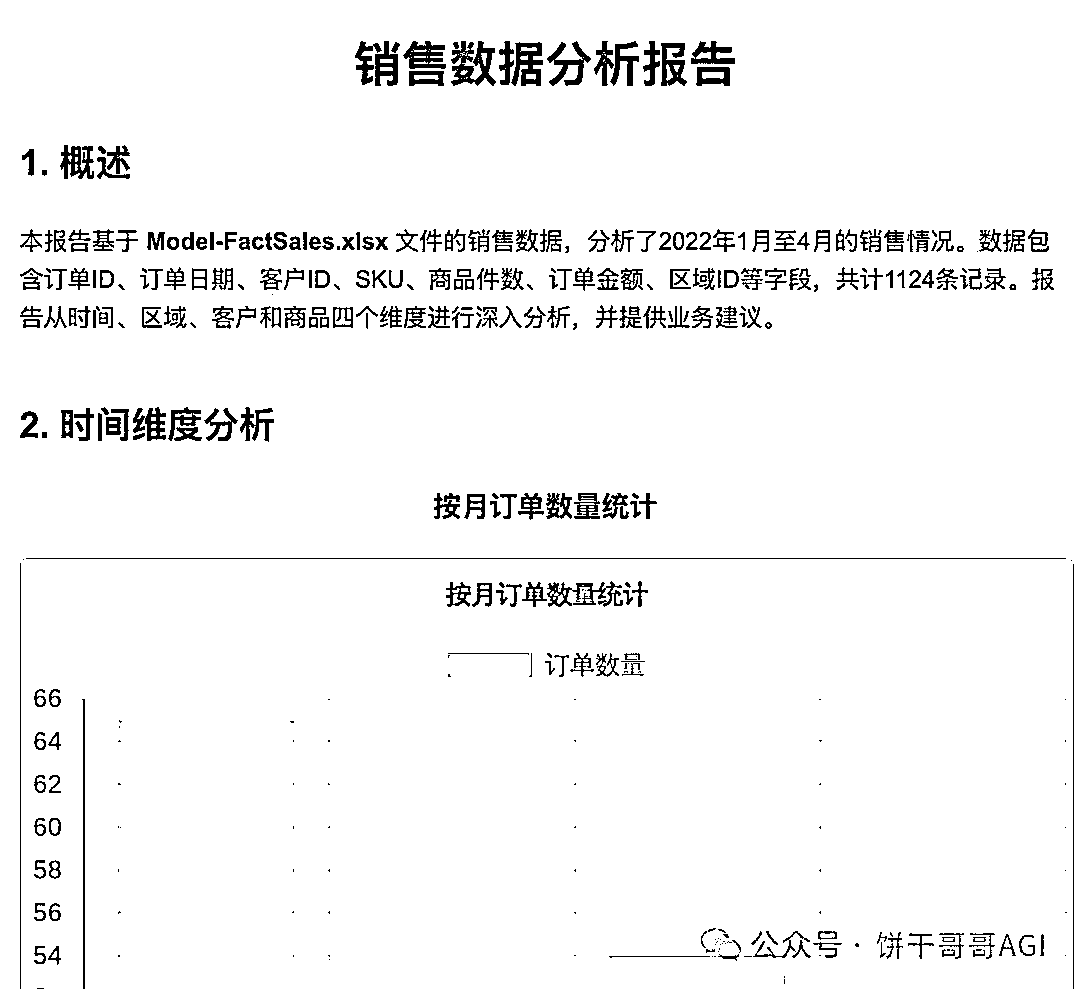 销售数据分析报告
1. 概述
本报告基于 Model-FactSales.xlsx 文件的销售数据，分析了2022年1月至4月的销售情况。数据包
含订单ID、订单日期、客户ID、SKU、商品件数、订单金额、区域ID等字段，共计1124条记录。报
告从时间、区域、客户和商品四个维度进行深入分析，并提供业务建议。
2. 时间维度分析
按月订单数量统计
按月订单数量统计
订单数量
66
64
62
60
58
56
54
公众号 · 饼干哥哥AGI